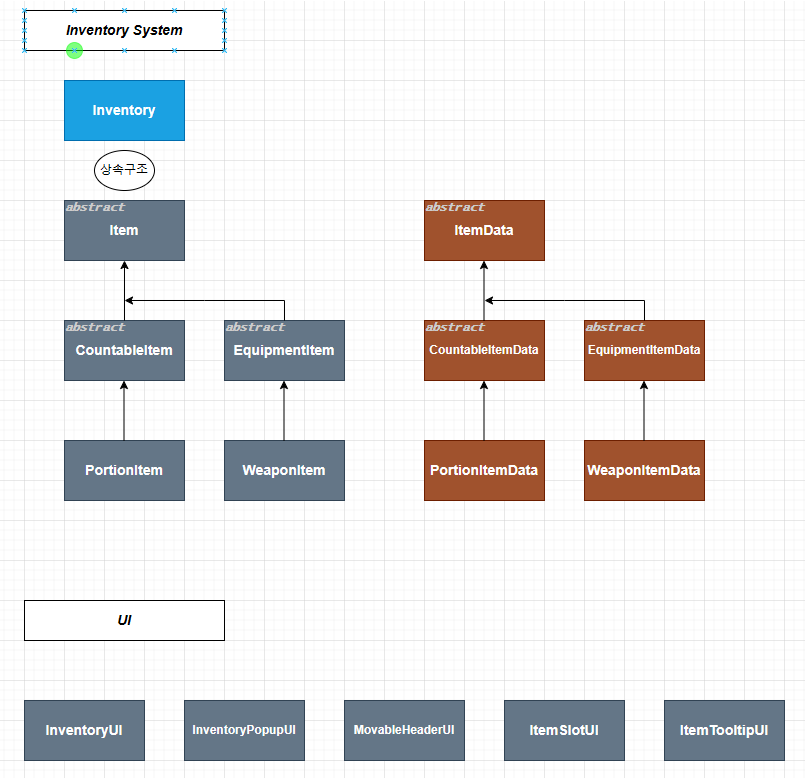 Inventory System
Inventory
상속구조
abstract
Item
abstract
ItemData
abstract
CountableItem
abstract
EquipmentItem
abstract
CountableItemData
abstract
EquipmentItemData
PortionItem
WeaponItem
PortionItemData
WeaponItemData
UI
InventoryUI
InventoryPopupUI
MovableHeaderUI
ItemSlotUI
ItemTooltipUI